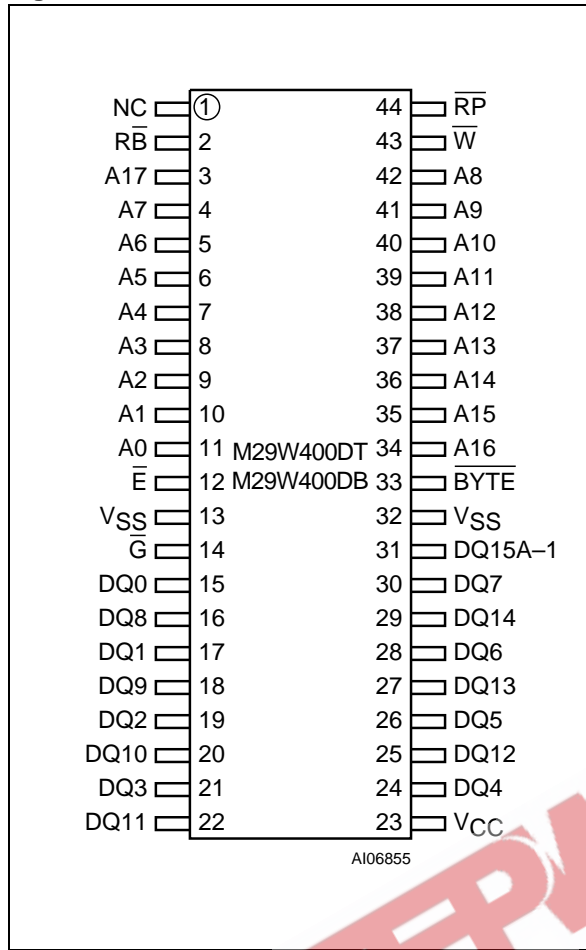 NC 1 44 R̅P̅
RB̅ 2 43 W̅
A17 3 42 A8
A7 4 41 A9
A6 5 40 A10
A5 6 39 A11
A4 7 38 A12
A3 8 37 A13
A2 9 36 A14
A1 10 35 A15
A0 11 M29W400DT 34 A16
E̅ 12 M29W400DB 33 B̅Y̅T̅E̅
VSS 13 32 VSS
G̅ 14 31 DQ15A–1
DQ0 15 30 DQ7
DQ8 16 29 DQ14
DQ1 17 28 DQ6
DQ9 18 27 DQ13
DQ2 19 26 DQ5
DQ10 20 25 DQ12
DQ3 21 24 DQ4
DQ11 22 23 VCC
AI06855